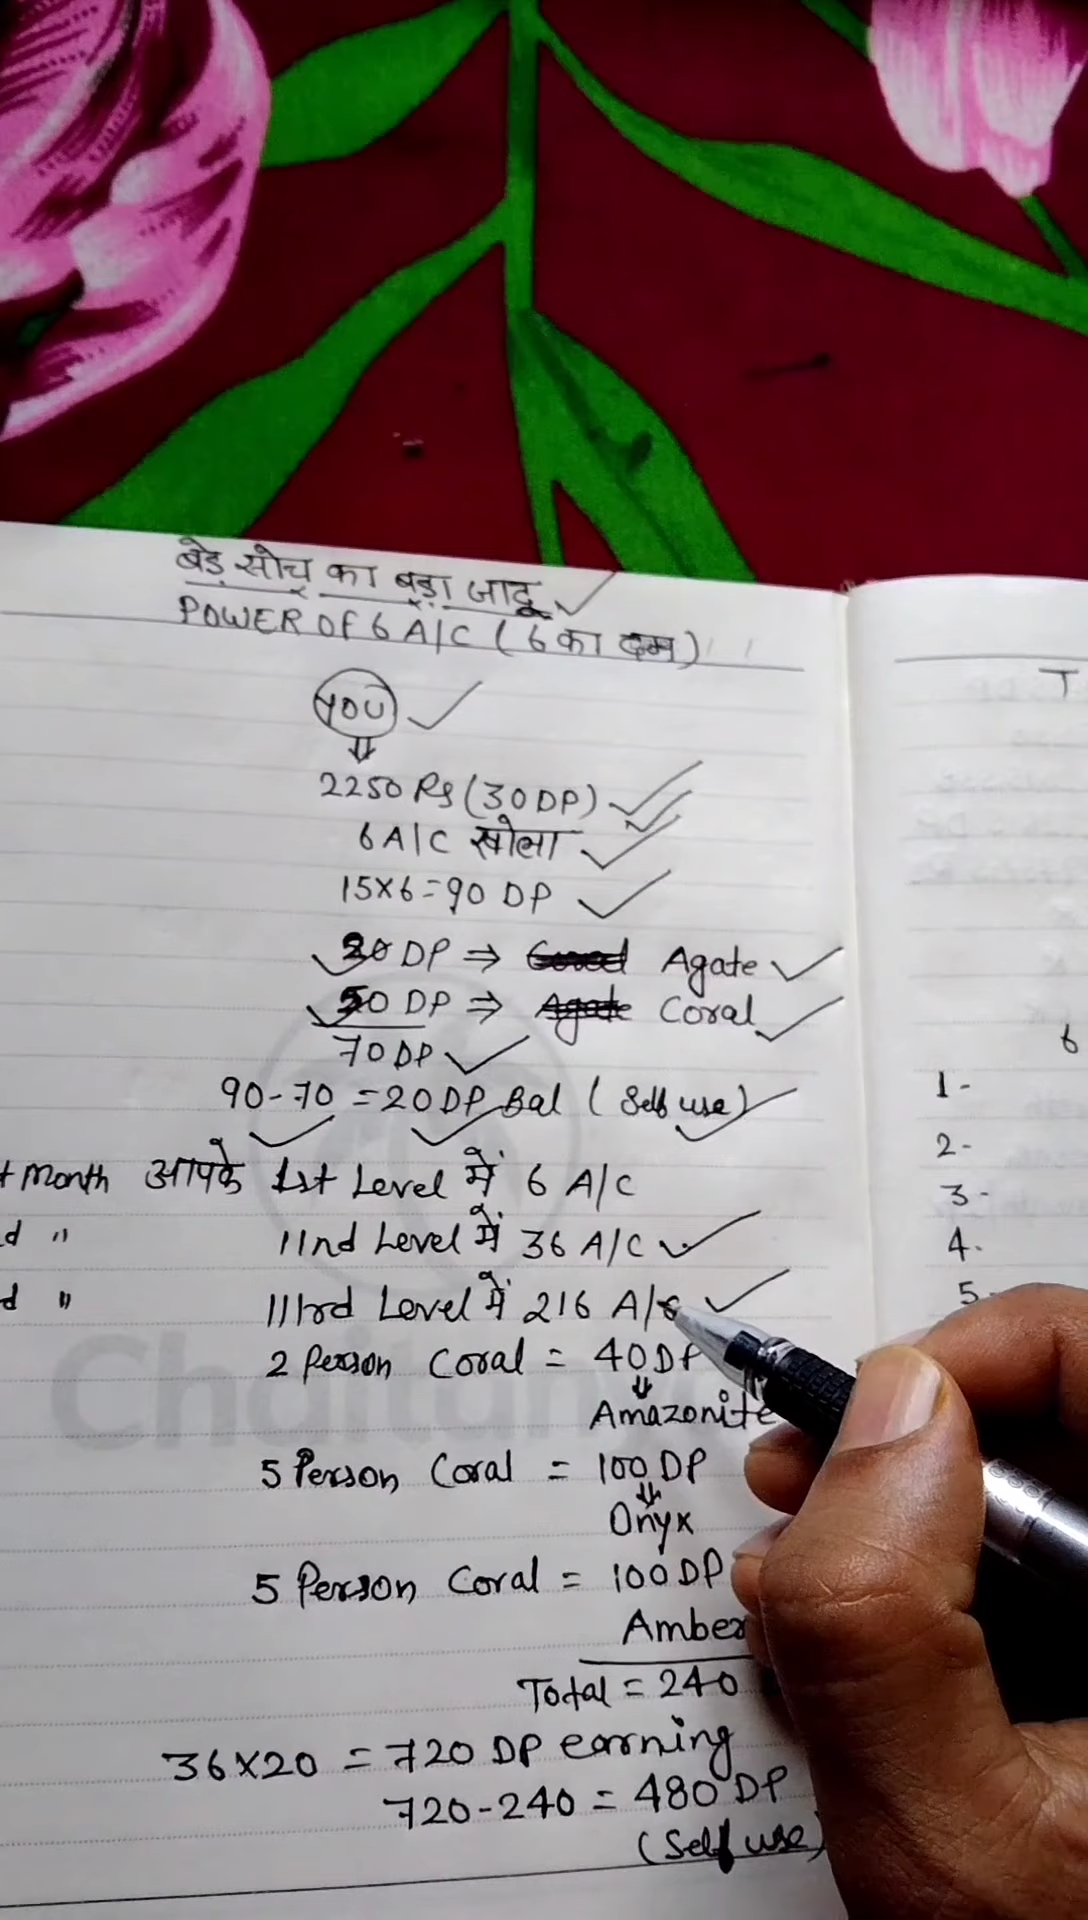 बड़े सोच का बड़ा जादू
POWER OF 6 A/C ( 6 का दम )
YOU
2250 Rs (30 DP)
6 A/C खोला
15×6=90 DP
20 DP ⇒ Agate
50 DP ⇒ Coral
70 DP
90-70 = 20 DP Bal ( Self use )
t Month आपके 1st Level में 6 A/C
d " IInd Level में 36 A/C
d " IIIrd Level में 216 A/C
2 Person Coral = 40 DP
⇓
Amazonite
5 Person Coral = 100 DP
⇓
Onyx
5 Person Coral = 100 DP
Amber
Total = 240
36×20 = 720 DP earning
720-240 = 480 DP
(Self use)
T
6
1-
2-
3-
4-
5-